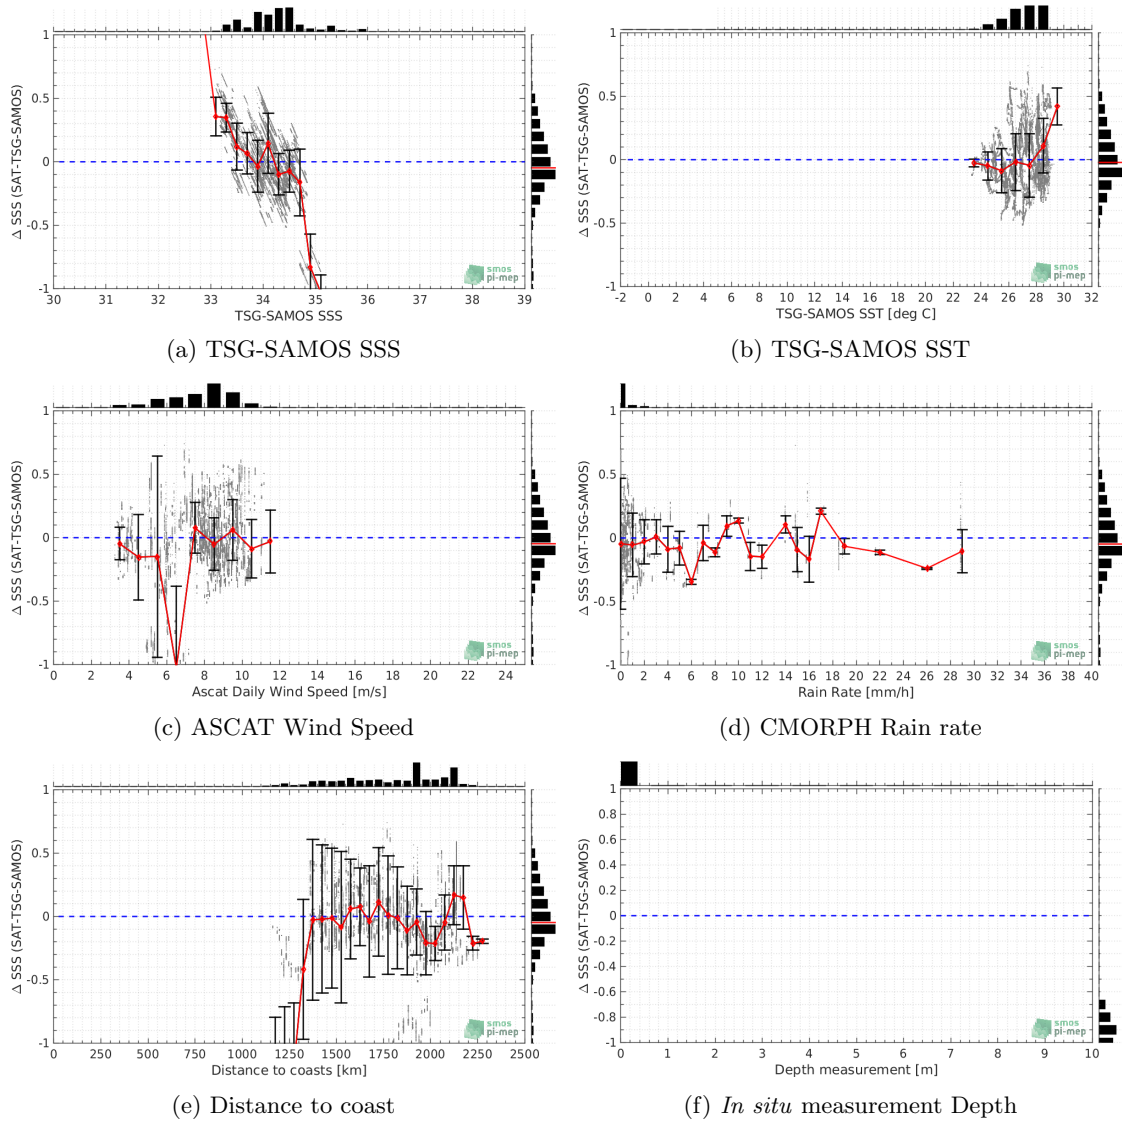 1
0.5
0
-0.5
-1
Δ SSS (SAT-TSG-SAMOS)
30 31 32 33 34 35 36 37 38 39
TSG-SAMOS SSS
smos
pi-mep
(a) TSG-SAMOS SSS
1
0.5
0
-0.5
-1
Δ SSS (SAT-TSG-SAMOS)
-2 0 2 4 6 8 10 12 14 16 18 20 22 24 26 28 30 32
TSG-SAMOS SST [deg C]
smos
pi-mep
(b) TSG-SAMOS SST
1
0.5
0
-0.5
-1
Δ SSS (SAT-TSG-SAMOS)
0 2 4 6 8 10 12 14 16 18 20 22 24
Ascat Daily Wind Speed [m/s]
smos
pi-mep
(c) ASCAT Wind Speed
1
0.5
0
-0.5
-1
Δ SSS (SAT-TSG-SAMOS)
0 2 4 6 8 10 12 14 16 18 20 22 24 26 28 30 32 34 36 38 40
Rain Rate [mm/h]
smos
pi-mep
(d) CMORPH Rain rate
1
0.5
0
-0.5
-1
Δ SSS (SAT-TSG-SAMOS)
0 250 500 750 1000 1250 1500 1750 2000 2250 2500
Distance to coasts [km]
smos
pi-mep
(e) Distance to coast
1
0.8
0.6
0.4
0.2
0
-0.2
-0.4
-0.6
-0.8
-1
Δ SSS (SAT-TSG-SAMOS)
0 1 2 3 4 5 6 7 8 9 10
Depth measurement [m]
smos
pi-mep
(f) In situ measurement Depth